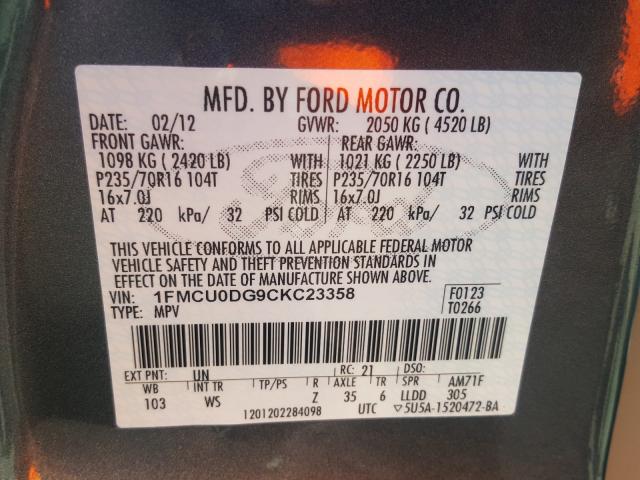 MFD. BY FORD MOTOR CO.
DATE: 02/12 GVWR: 2050 KG ( 4520 LB)
FRONT GAWR: REAR GAWR:
1098 KG ( 2420 LB) WITH 1021 KG ( 2250 LB) WITH
P235/70R16 104T TIRES P235/70R16 104T TIRES
16x7.0J RIMS 16x7.0J RIMS
AT 220 kPa/ 32 PSI COLD AT 220 kPa/ 32 PSI COLD
THIS VEHICLE CONFORMS TO ALL APPLICABLE FEDERAL MOTOR
VEHICLE SAFETY AND THEFT PREVENTION STANDARDS IN
EFFECT ON THE DATE OF MANUFACTURE SHOWN ABOVE.
VIN: 1FMCU0DG9CKC23358 F0123
TYPE: MPV T0266
EXT PNT: UN RC: 21 DSO:
WB INT TR TP/PS R AXLE TR SPR AM71F
103 WS Z 35 6 LLDD 305
1201202284098 UTC ▽5U5A-1520472-BA
Ford